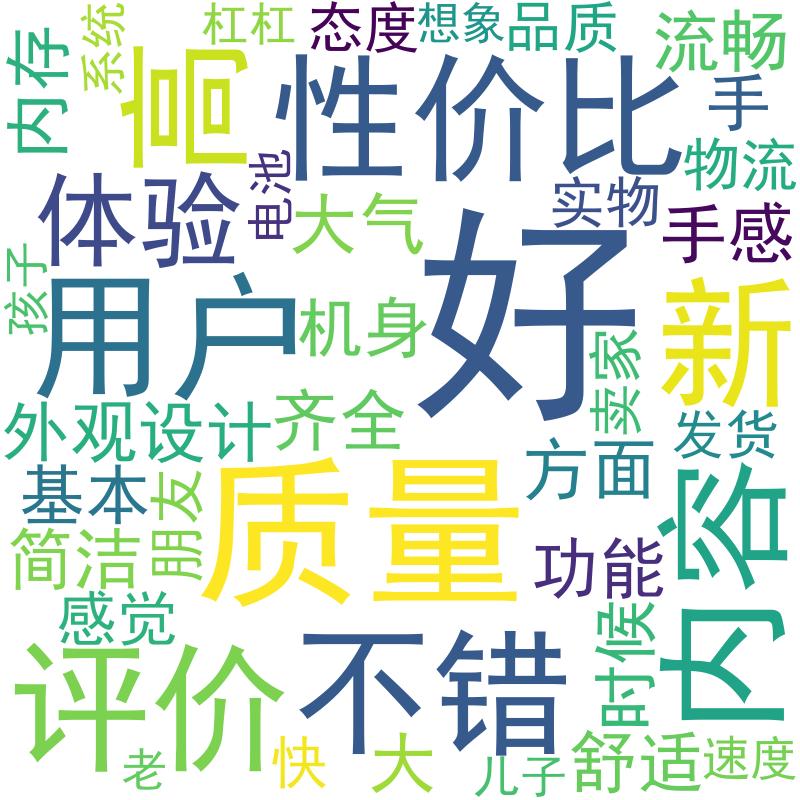 系统
杠杠
态度
想象
品质
流畅
内存
高
性价比
手
物流
体验
电池
大气
实物
手感
好
孩子
用户
机身
新
卖家
外观设计
齐全
发货
基本
朋友
质量
方面
内容
简洁
功能
感觉
评价
不错
时候
老
快
大
儿子
舒适
速度